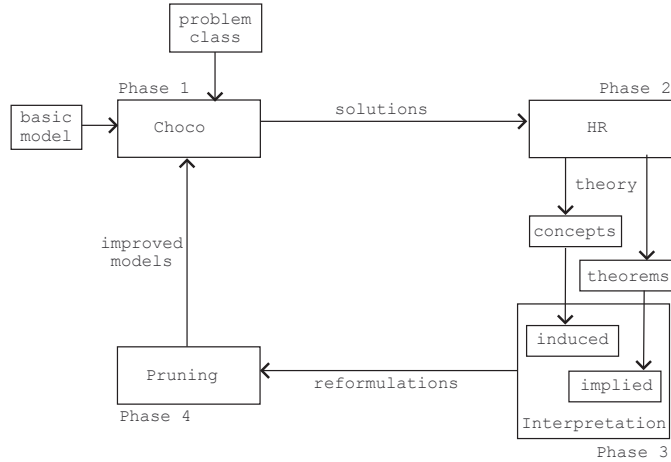 problem
class
Phase 1
Phase 2
basic
model
Choco
solutions
HR
theory
concepts
improved
models
theorems
induced
Pruning
reformulations
implied
Phase 4
Interpretation
Phase 3